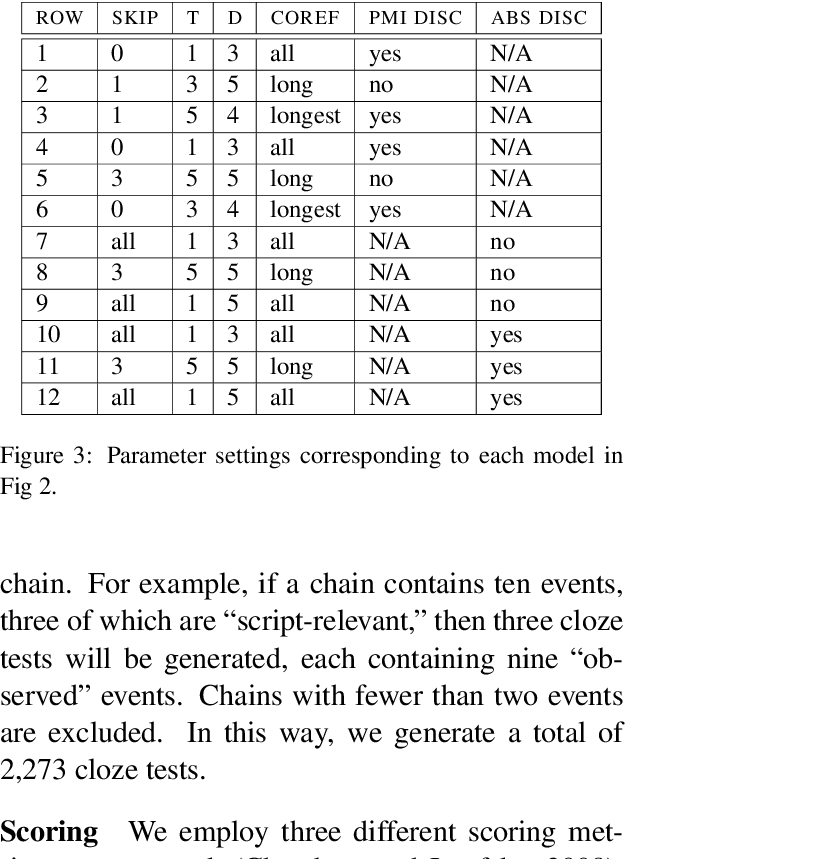 ROW SKIP T D COREF PMI DISC ABS DISC
1 0 1 3 all yes N/A
2 1 3 5 long no N/A
3 1 5 4 longest yes N/A
4 0 1 3 all yes N/A
5 3 5 5 long no N/A
6 0 3 4 longest yes N/A
7 all 1 3 all N/A no
8 3 5 5 long N/A no
9 all 1 5 all N/A no
10 all 1 3 all N/A yes
11 3 5 5 long N/A yes
12 all 1 5 all N/A yes
Figure 3: Parameter settings corresponding to each model in
Fig 2.
chain. For example, if a chain contains ten events,
three of which are “script-relevant,” then three cloze
tests will be generated, each containing nine “ob-
served” events. Chains with fewer than two events
are excluded. In this way, we generate a total of
2,273 cloze tests.
Scoring We employ three different scoring met-